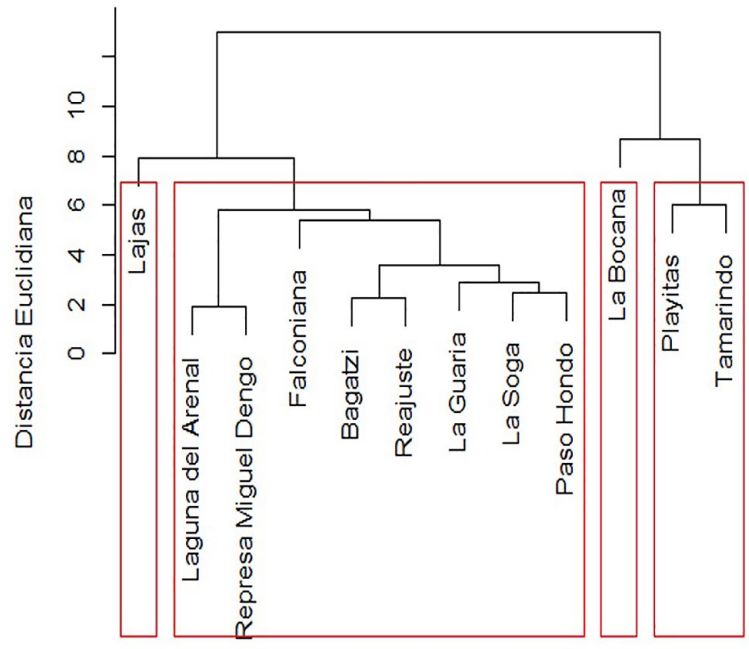 Distancia Euclidiana
10
8
6
4
2
0
Lajas
Laguna del Arenal
Represa Miguel Dengo
Falconiana
Bagatzi
Reajuste
La Guaria
La Soga
Paso Hondo
La Bocana
Playitas
Tamarindo